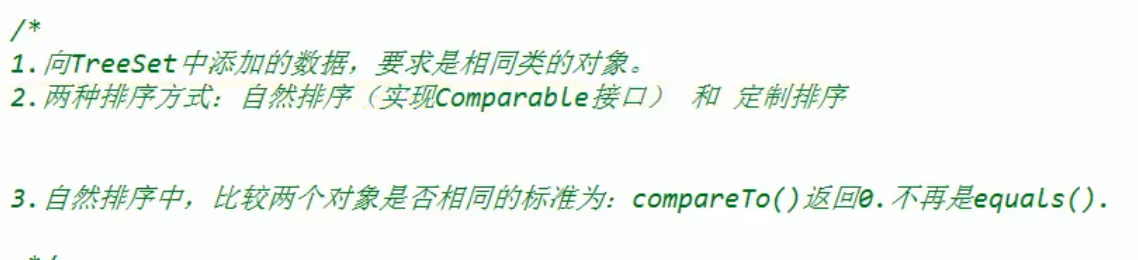 /*
1.向TreeSet中添加的数据，要求是相同类的对象。
2.两种排序方式：自然排序（实现Comparable接口） 和 定制排序
3.自然排序中，比较两个对象是否相同的标准为：compareTo()返回0.不再是equals().